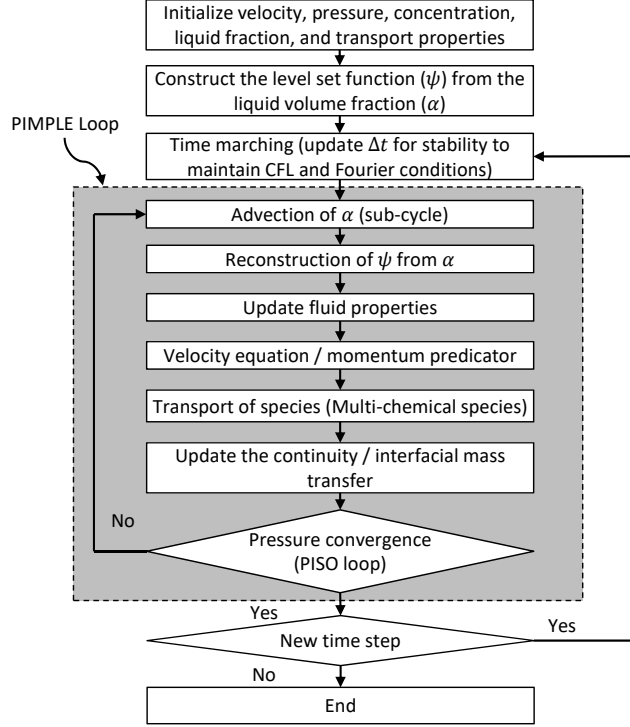 Initialize velocity, pressure, concentration,
liquid fraction, and transport properties
Construct the level set function (ψ) from the
liquid volume fraction (α)
PIMPLE Loop
Time marching (update Δt for stability to
maintain CFL and Fourier conditions)
Advection of α (sub-cycle)
Reconstruction of ψ from α
Update fluid properties
Velocity equation / momentum predicator
Transport of species (Multi-chemical species)
Update the continuity / interfacial mass
transfer
No
Pressure convergence
(PISO loop)
Yes
New time step
Yes
No
End